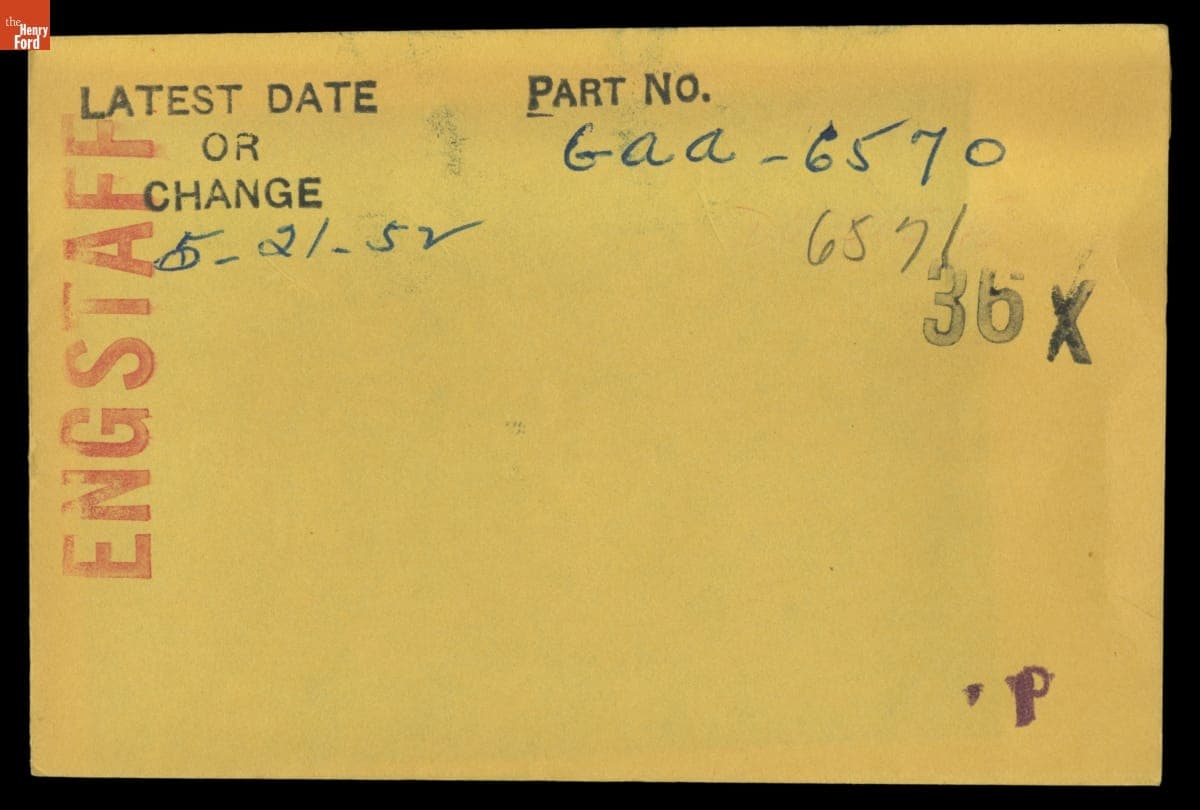 the
Henry
Ford
LATEST DATE
OR
CHANGE
5-21-52
PART NO.
GAA-6570
6571
36 X
ENGSTAFF
P